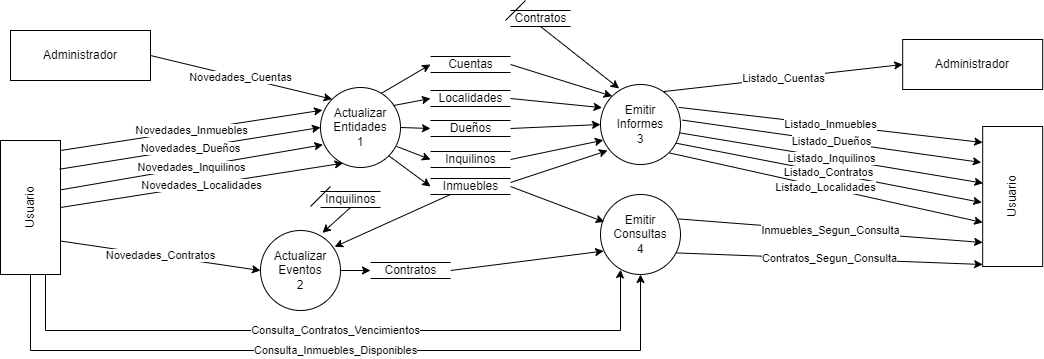 Contratos
Administrador
Administrador
Cuentas
Novedades_Cuentas
Listado_Cuentas
Localidades
Actualizar
Entidades
1
Emitir
Informes
3
Novedades_Inmuebles
Dueños
Listado_Inmuebles
Novedades_Dueños
Listado_Dueños
Novedades_Inquilinos
Inquilinos
Listado_Inquilinos
Listado_Contratos
Novedades_Localidades
Inmuebles
Listado_Localidades
Usuario
Usuario
Inquilinos
Emitir
Consultas
4
Inmuebles_Segun_Consulta
Novedades_Contratos
Actualizar
Eventos
2
Contratos
Contratos_Segun_Consulta
Consulta_Contratos_Vencimientos
Consulta_Inmuebles_Disponibles